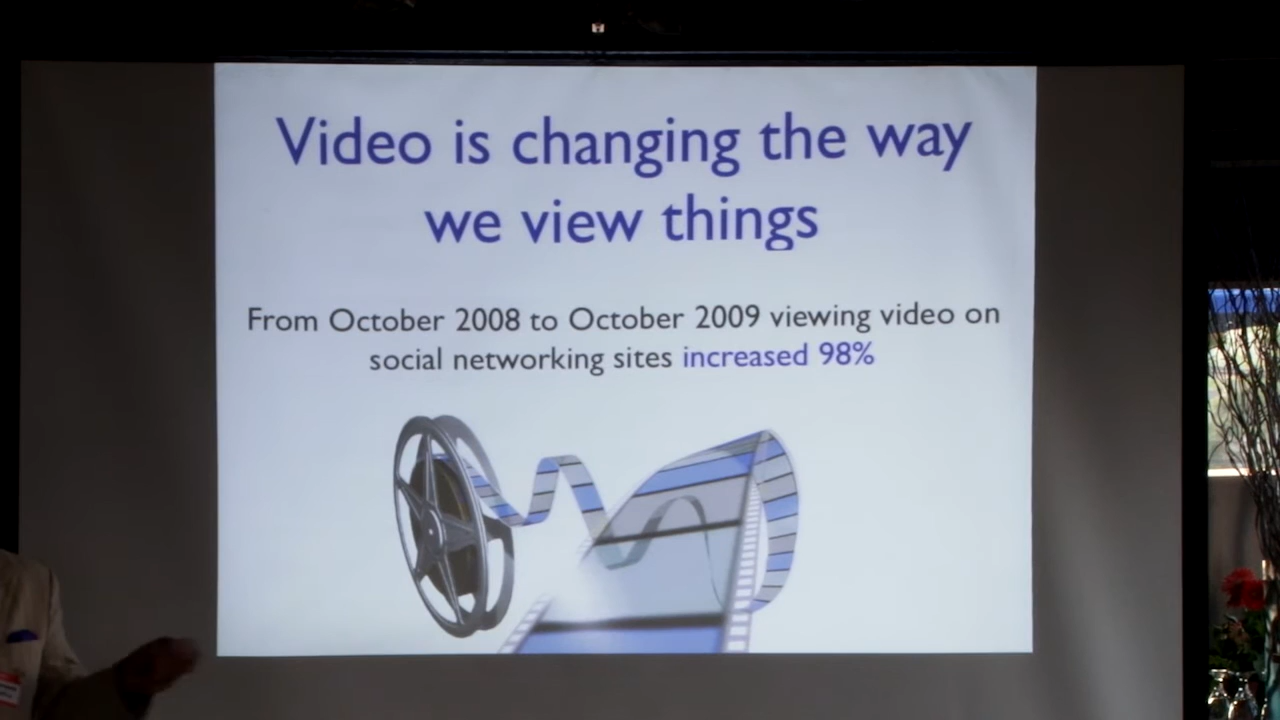 Video is changing the way
we view things
From October 2008 to October 2009 viewing video on
social networking sites increased 98%